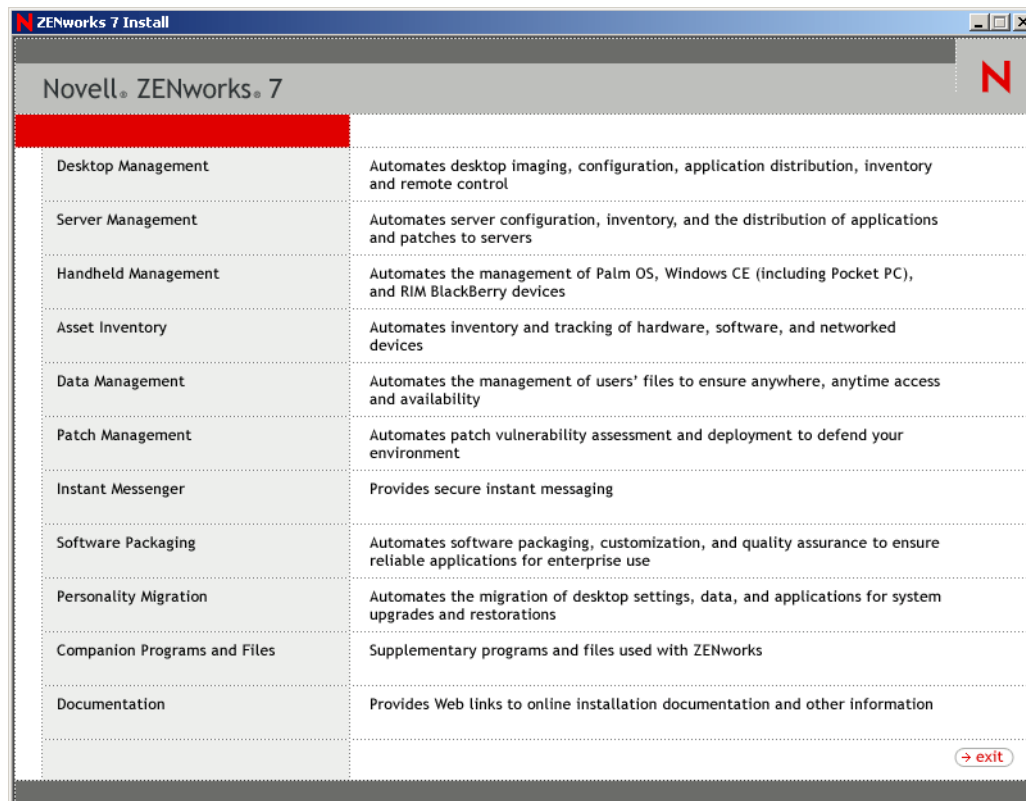 ZENworks 7 Install
Novell® ZENworks® 7
N
Desktop Management
Automates desktop imaging, configuration, application distribution, inventory
and remote control
Server Management
Automates server configuration, inventory, and the distribution of applications
and patches to servers
Handheld Management
Automates the management of Palm OS, Windows CE (including Pocket PC),
and RIM BlackBerry devices
Asset Inventory
Automates inventory and tracking of hardware, software, and networked
devices
Data Management
Automates the management of users’ files to ensure anywhere, anytime access
and availability
Patch Management
Automates patch vulnerability assessment and deployment to defend your
environment
Instant Messenger
Provides secure instant messaging
Software Packaging
Automates software packaging, customization, and quality assurance to ensure
reliable applications for enterprise use
Personality Migration
Automates the migration of desktop settings, data, and applications for system
upgrades and restorations
Companion Programs and Files
Supplementary programs and files used with ZENworks
Documentation
Provides Web links to online installation documentation and other information
exit